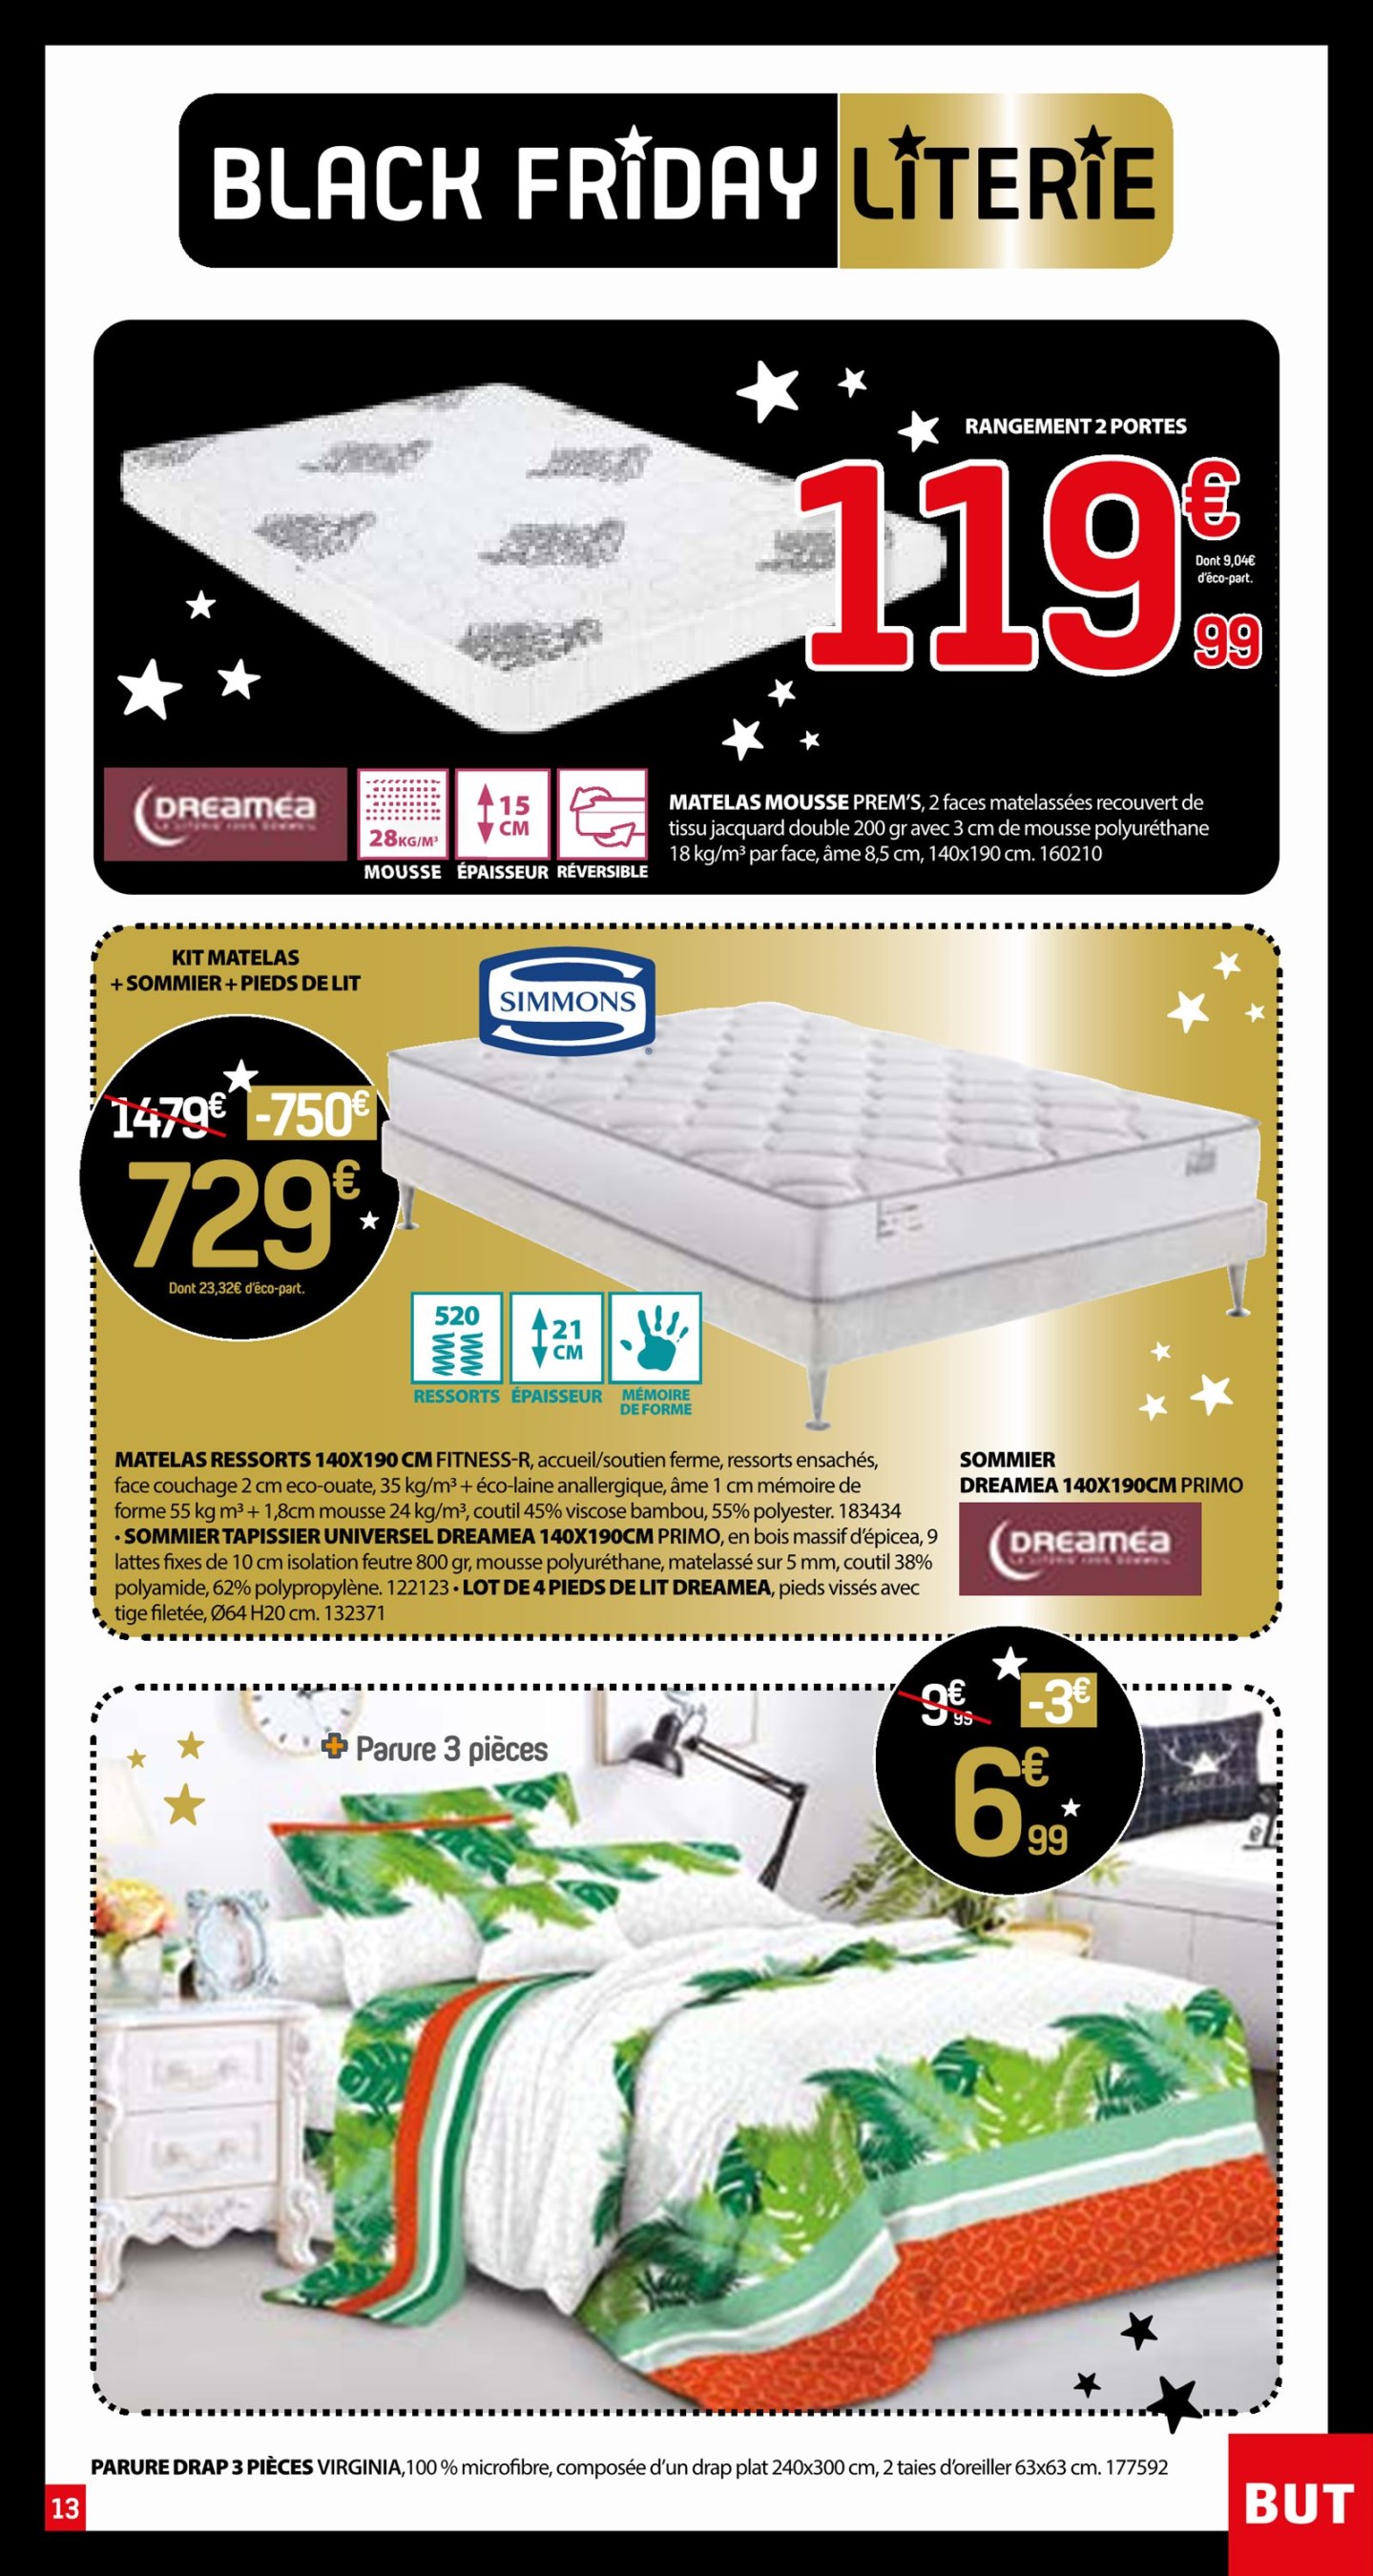 BLACK FRIDAY LITERIE
RANGEMENT 2 PORTES
119€
Dont 9,04€
d'éco-part.
99
DREAMEA
28KG/M³
MOUSSE
15
CM
ÉPAISSEUR
RÉVERSIBLE
MATELAS MOUSSE PREM'S, 2 faces matelassées recouvert de
tissu jacquard double 200 gr avec 3 cm de mousse polyuréthane
18 kg/m³ par face, âme 8,5 cm, 140x190 cm. 160210
KIT MATELAS
+ SOMMIER + PIEDS DE LIT
SIMMONS
1479€ -750€
729€
Dont 23,32€ d'éco-part.
520
RESSORTS
21
CM
ÉPAISSEUR
MÉMOIRE
DE FORME
MATELAS RESSORTS 140X190 CM FITNESS-R, accueil/soutien ferme, ressorts ensachés,
face couchage 2 cm eco-ouate, 35 kg/m³ + éco-laine anallergique, âme 1 cm mémoire de
forme 55 kg m³ + 1,8cm mousse 24 kg/m³, coutil 45% viscose bambou, 55% polyester. 183434
• SOMMIER TAPISSIER UNIVERSEL DREAMEA 140X190CM PRIMO, en bois massif d'épicea, 9
lattes fixes de 10 cm isolation feutre 800 gr, mousse polyuréthane, matelassé sur 5 mm, coutil 38%
polyamide, 62% polypropylène. 122123 • LOT DE 4 PIEDS DE LIT DREAMEA, pieds vissés avec
tige filetée, Ø64 H20 cm. 132371
SOMMIER
DREAMEA 140X190CM PRIMO
DREAMEA
9€99 -3€
6€99
+ Parure 3 pièces
PARURE DRAP 3 PIÈCES VIRGINIA,100 % microfibre, composée d'un drap plat 240x300 cm, 2 taies d'oreiller 63x63 cm. 177592
13
BUT